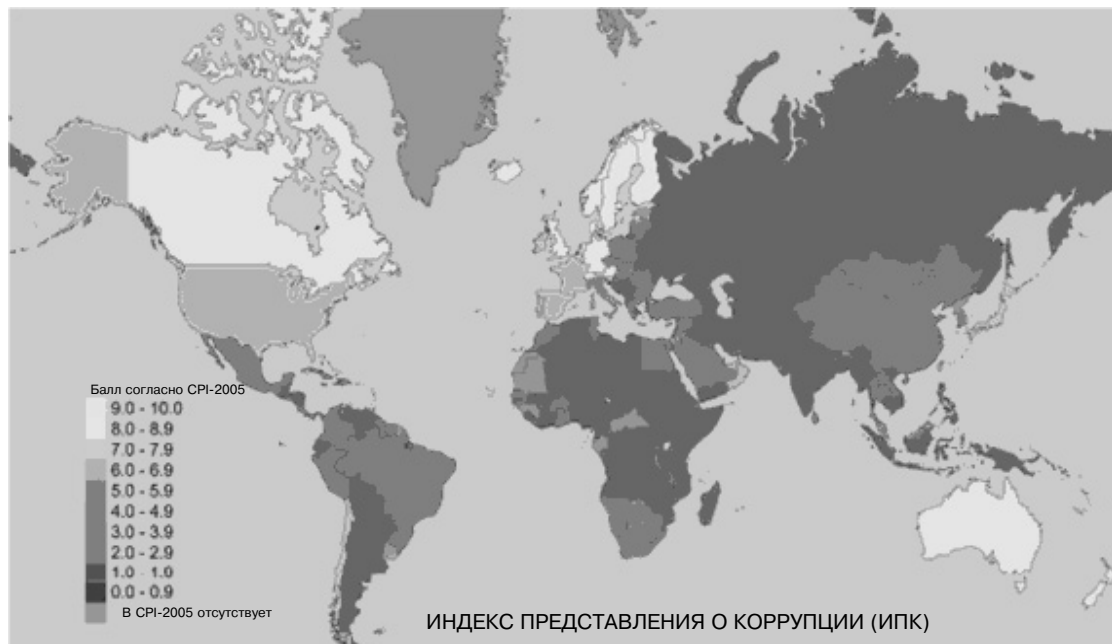 Балл согласно CPI-2005
9.0 - 10.0
8.0 - 8.9
7.0 - 7.9
6.0 - 6.9
5.0 - 5.9
4.0 - 4.9
3.0 - 3.9
2.0 - 2.9
1.0 - 1.0
0.0 - 0.9
В CPI-2005 отсутствует
ИНДЕКС ПРЕДСТАВЛЕНИЯ О КОРРУПЦИИ (ИПК)